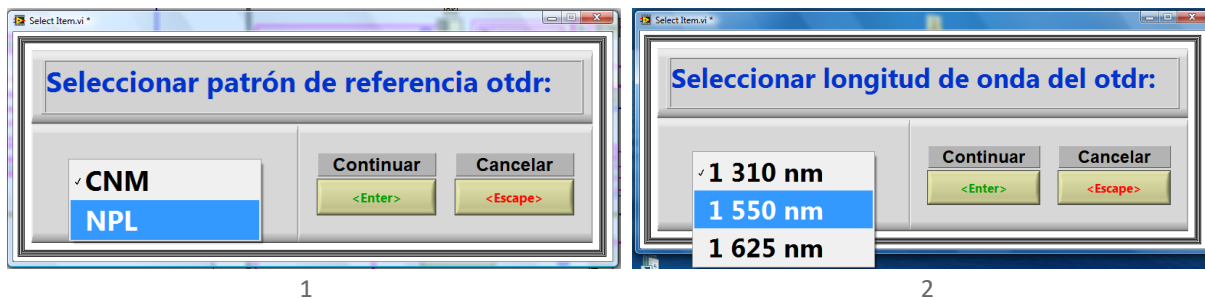 Select Item.vi *
Seleccionar patrón de referencia otdr:
✓CNM
NPL
Continuar
<Enter>
Cancelar
<Escape>
1
Select Item.vi *
Seleccionar longitud de onda del otdr:
✓1 310 nm
1 550 nm
1 625 nm
Continuar
<Enter>
Cancelar
<Escape>
2